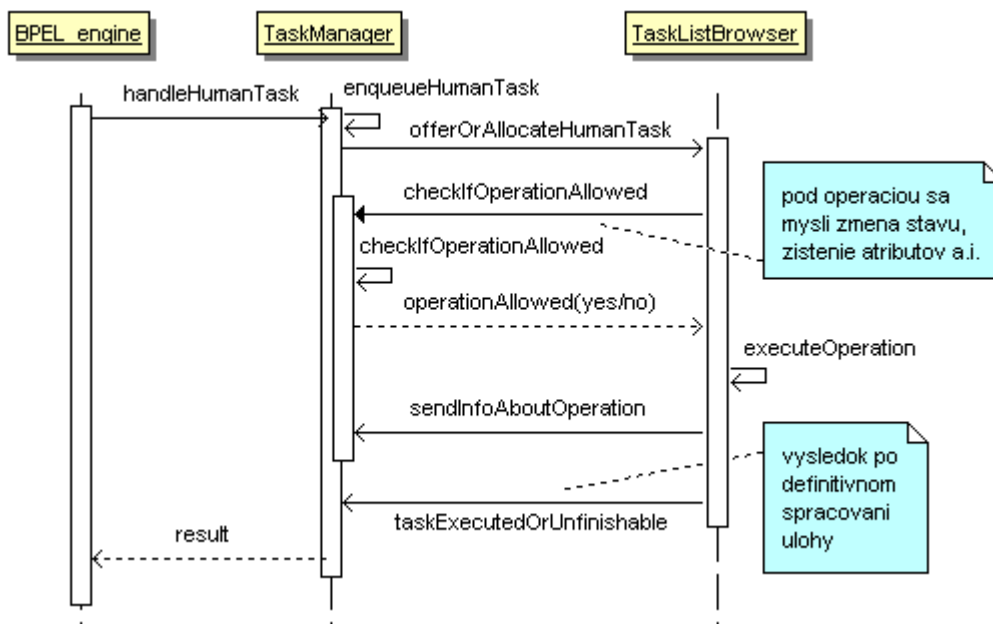 BPEL_engine
TaskManager
TaskListBrowser
handleHumanTask
enqueueHumanTask
offerOrAllocateHumanTask
checkIfOperationAllowed
pod operaciou sa
mysli zmena stavu,
zistenie atributov a.i.
checkIfOperationAllowed
operationAllowed(yes/no)
executeOperation
sendInfoAboutOperation
vysledok po
definitivnom
spracovani
ulohy
taskExecutedOrUnfinishable
result